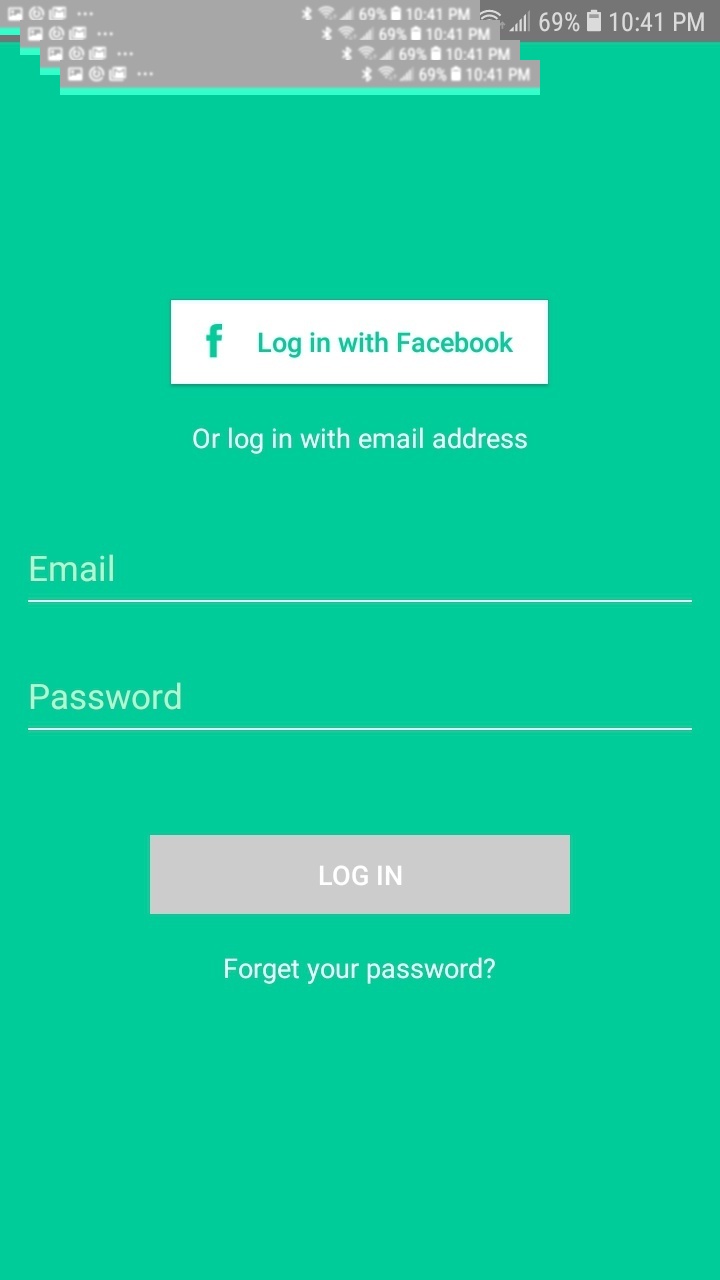 69% 10:41 PM
69% 10:41 PM
69% 10:41 PM
69% 10:41 PM
69% 10:41 PM
f Log in with Facebook
Or log in with email address
Email
Password
LOG IN
Forget your password?